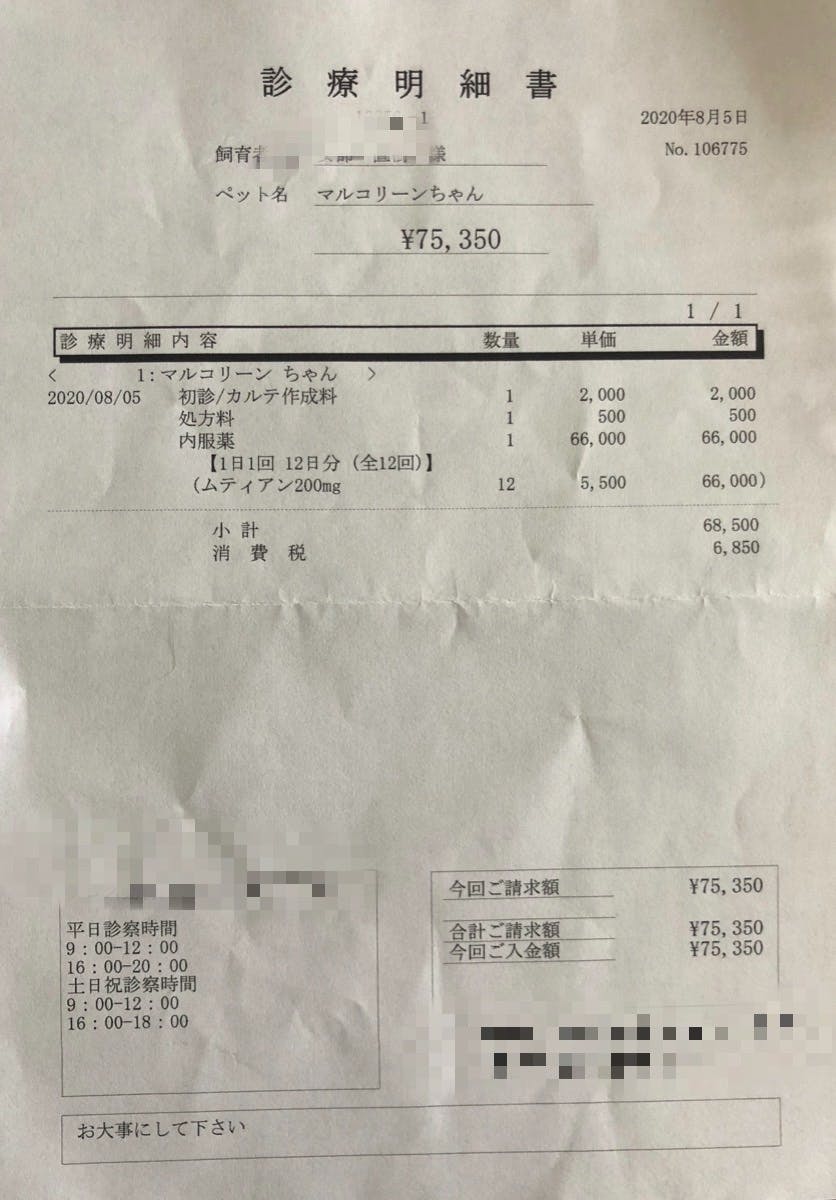 診療明細書
2020年8月5日
No.106775
飼育者 様
ペット名 マルコリーンちゃん
¥75,350
1 / 1
診療明細内容 数量 単価 金額
< 1:マルコリーン ちゃん >
2020/08/05 初診/カルテ作成料 1 2,000 2,000
処方料 1 500 500
内服薬 1 66,000 66,000
【1日1回 12日分 (全12回)】
(ムティアン200mg 12 5,500 66,000)
小計 68,500
消費税 6,850
今回ご請求額 ¥75,350
合計ご請求額 ¥75,350
今回ご入金額 ¥75,350
平日診察時間
9:00-12:00
16:00-20:00
土日祝診察時間
9:00-12:00
16:00-18:00
お大事にして下さい